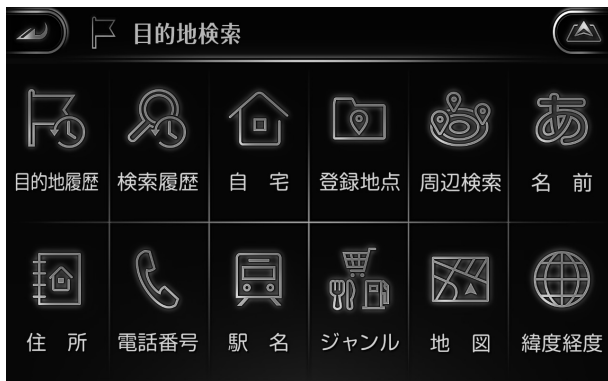 目的地検索
目的地履歴 検索履歴 自宅 登録地点 周辺検索 名前
あ
住所 電話番号 駅名 ジャンル 地図 緯度経度